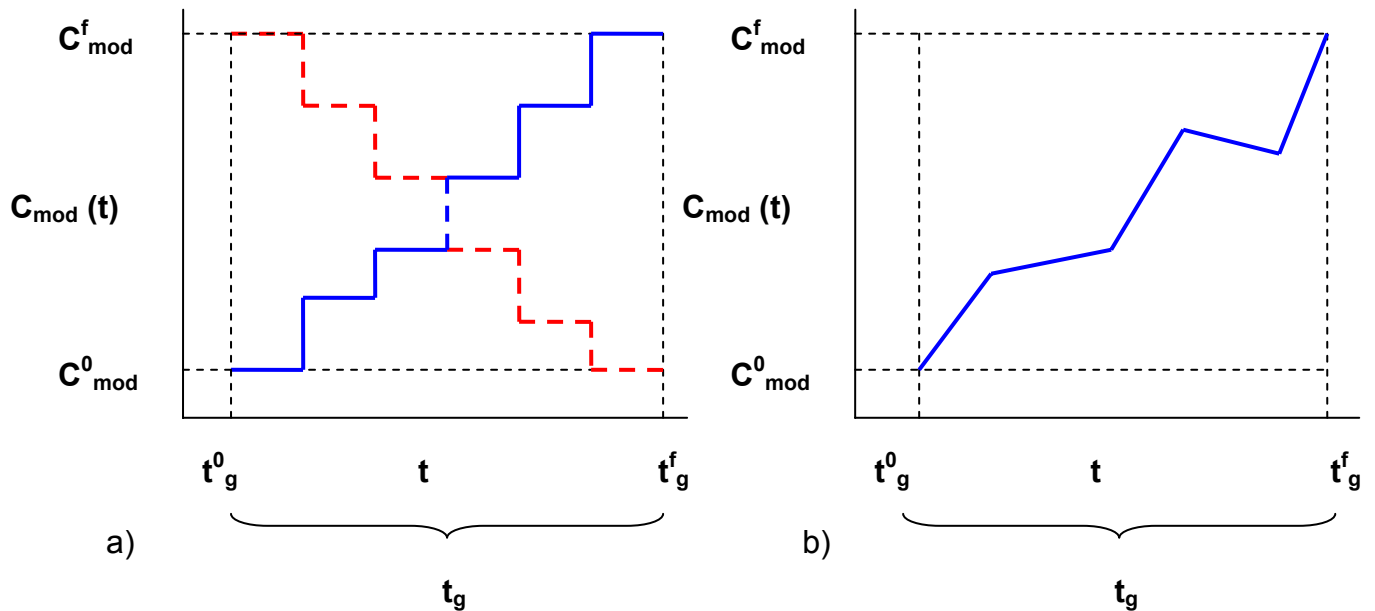 C^f_mod
C_mod (t)
C^0_mod
t^0_g t t^f_g
a)
t_g
C^f_mod
C_mod (t)
C^0_mod
t^0_g t t^f_g
b)
t_g